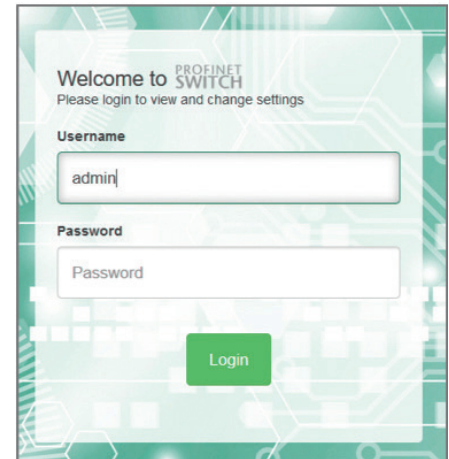 Welcome to PROFINET SWITCH
Please login to view and change settings
Username
admin
Password
Password
Login